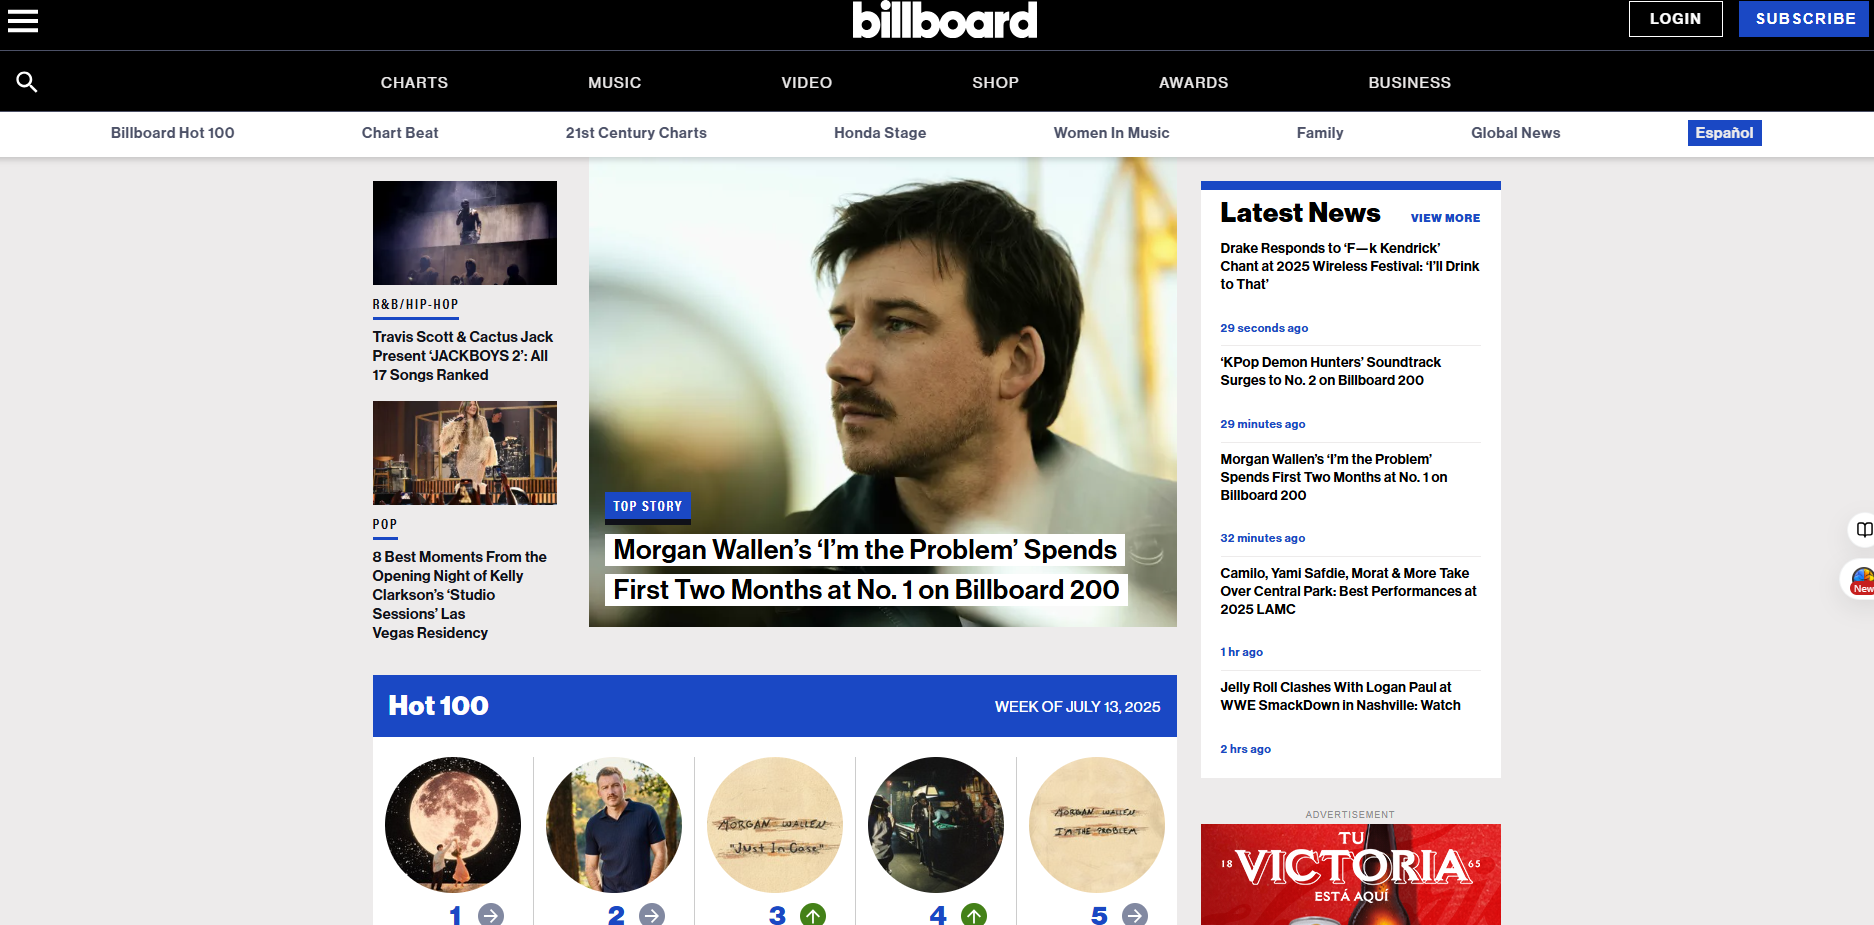 billboard
LOGIN
SUBSCRIBE
CHARTS
MUSIC
VIDEO
SHOP
AWARDS
BUSINESS
Billboard Hot 100
Chart Beat
21st Century Charts
Honda Stage
Women In Music
Family
Global News
Español
R&B/HIP-HOP
Travis Scott & Cactus Jack
Present ‘JACKBOYS 2’: All
17 Songs Ranked
POP
8 Best Moments From the
Opening Night of Kelly
Clarkson’s ‘Studio
Sessions’ Las
Vegas Residency
TOP STORY
Morgan Wallen’s ‘I’m the Problem’ Spends
First Two Months at No. 1 on Billboard 200
Latest News
VIEW MORE
Drake Responds to ‘F—k Kendrick’
Chant at 2025 Wireless Festival: ‘I’ll Drink
to That’
29 seconds ago
‘KPop Demon Hunters’ Soundtrack
Surges to No. 2 on Billboard 200
29 minutes ago
Morgan Wallen’s ‘I’m the Problem’
Spends First Two Months at No. 1 on
Billboard 200
32 minutes ago
Camilo, Yami Safdie, Morat & More Take
Over Central Park: Best Performances at
2025 LAMC
1 hr ago
Jelly Roll Clashes With Logan Paul at
WWE SmackDown in Nashville: Watch
2 hrs ago
New
Hot 100
WEEK OF JULY 13, 2025
MORGAN WALLEN
"Just In Case"
MORGAN WALLEN
I'M THE PROBLEM
1
2
3
4
5
ADVERTISEMENT
TU
18 VICTORIA 65
ESTÁ AQUÍ